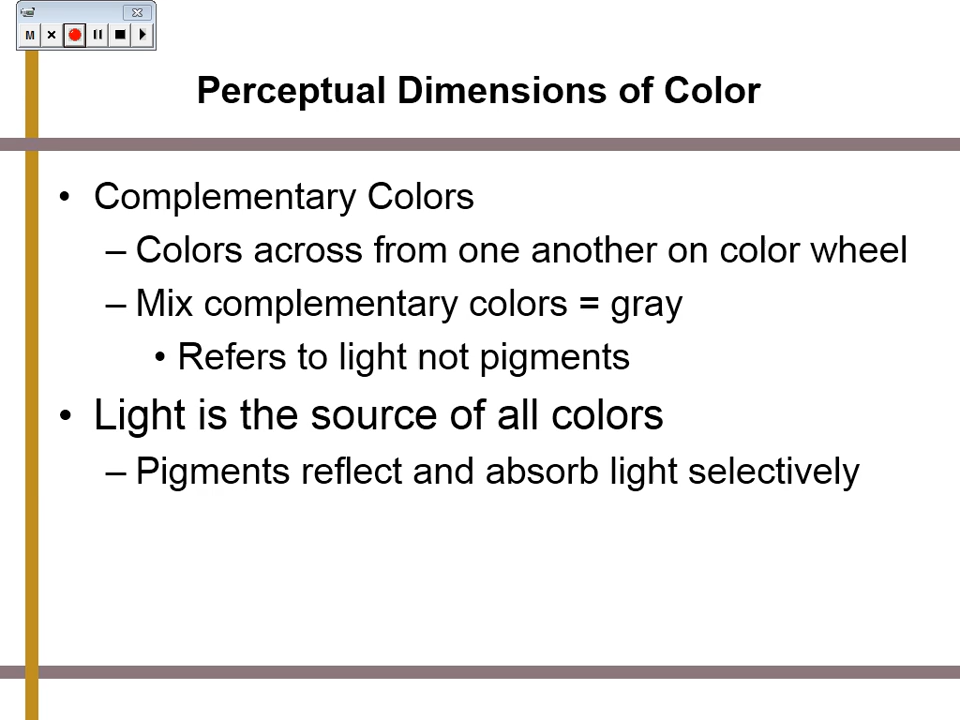 M
Perceptual Dimensions of Color
• Complementary Colors
– Colors across from one another on color wheel
– Mix complementary colors = gray
• Refers to light not pigments
• Light is the source of all colors
– Pigments reflect and absorb light selectively